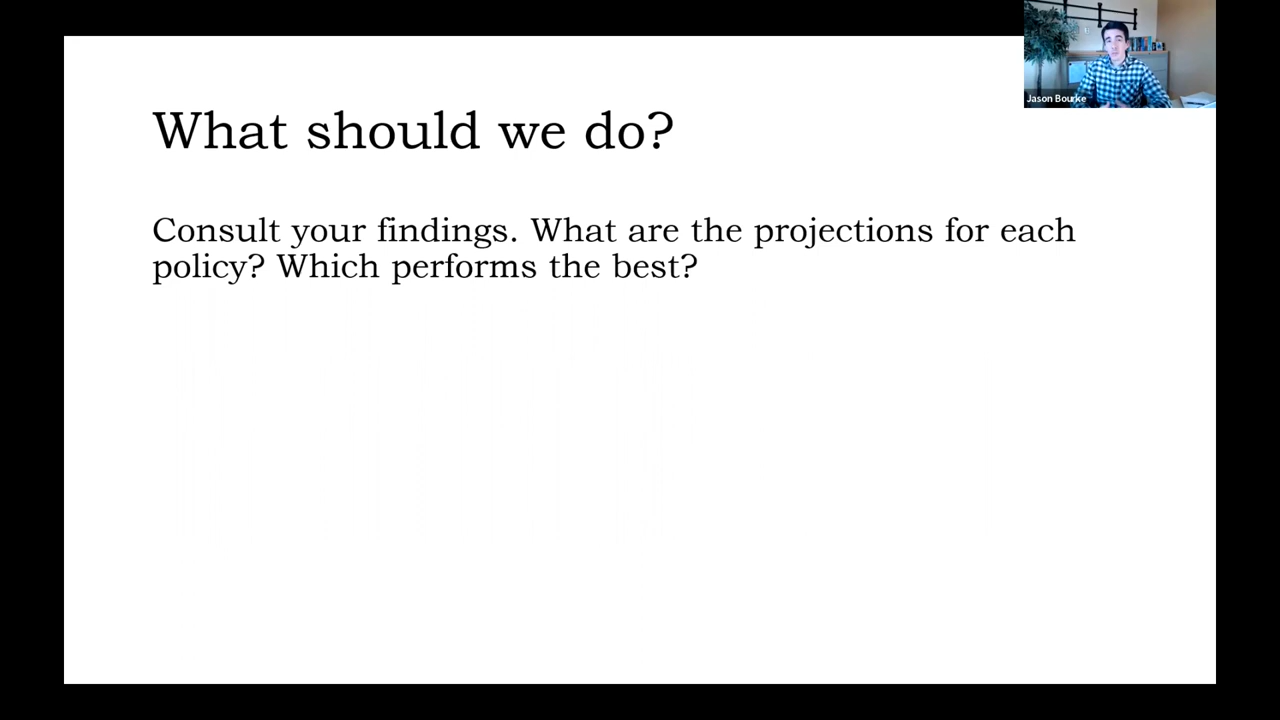 What should we do?
Consult your findings. What are the projections for each
policy? Which performs the best?
Jason Bourke